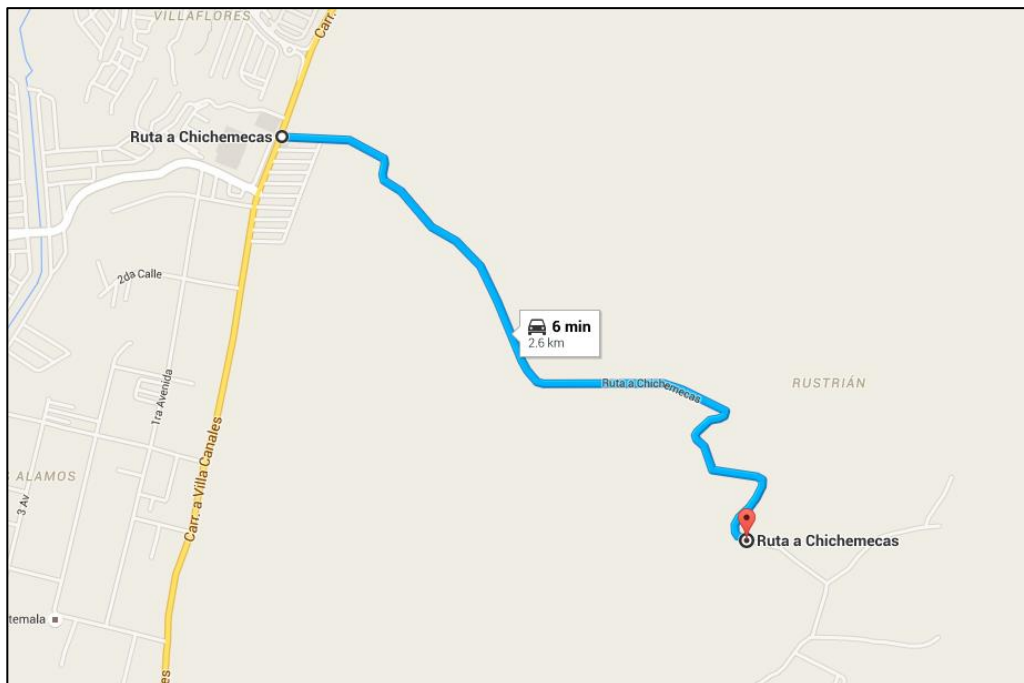 VILLAFLORES
Carr.
Ruta a Chichemecas
2da Calle
6 min
2.6 km
1ra Avenida
Ruta a Chichemecas
RUSTRIÁN
Carr. a Villa Canales
ALAMOS
3 Av
Ruta a Chichemecas
temala
es